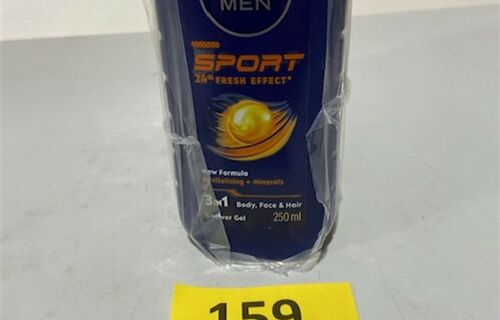 MEN
SPORT
24H FRESH EFFECT*
New Formula
Revitalising + Minerals
3in1 Body, Face & Hair
Shower Gel 250 ml
159